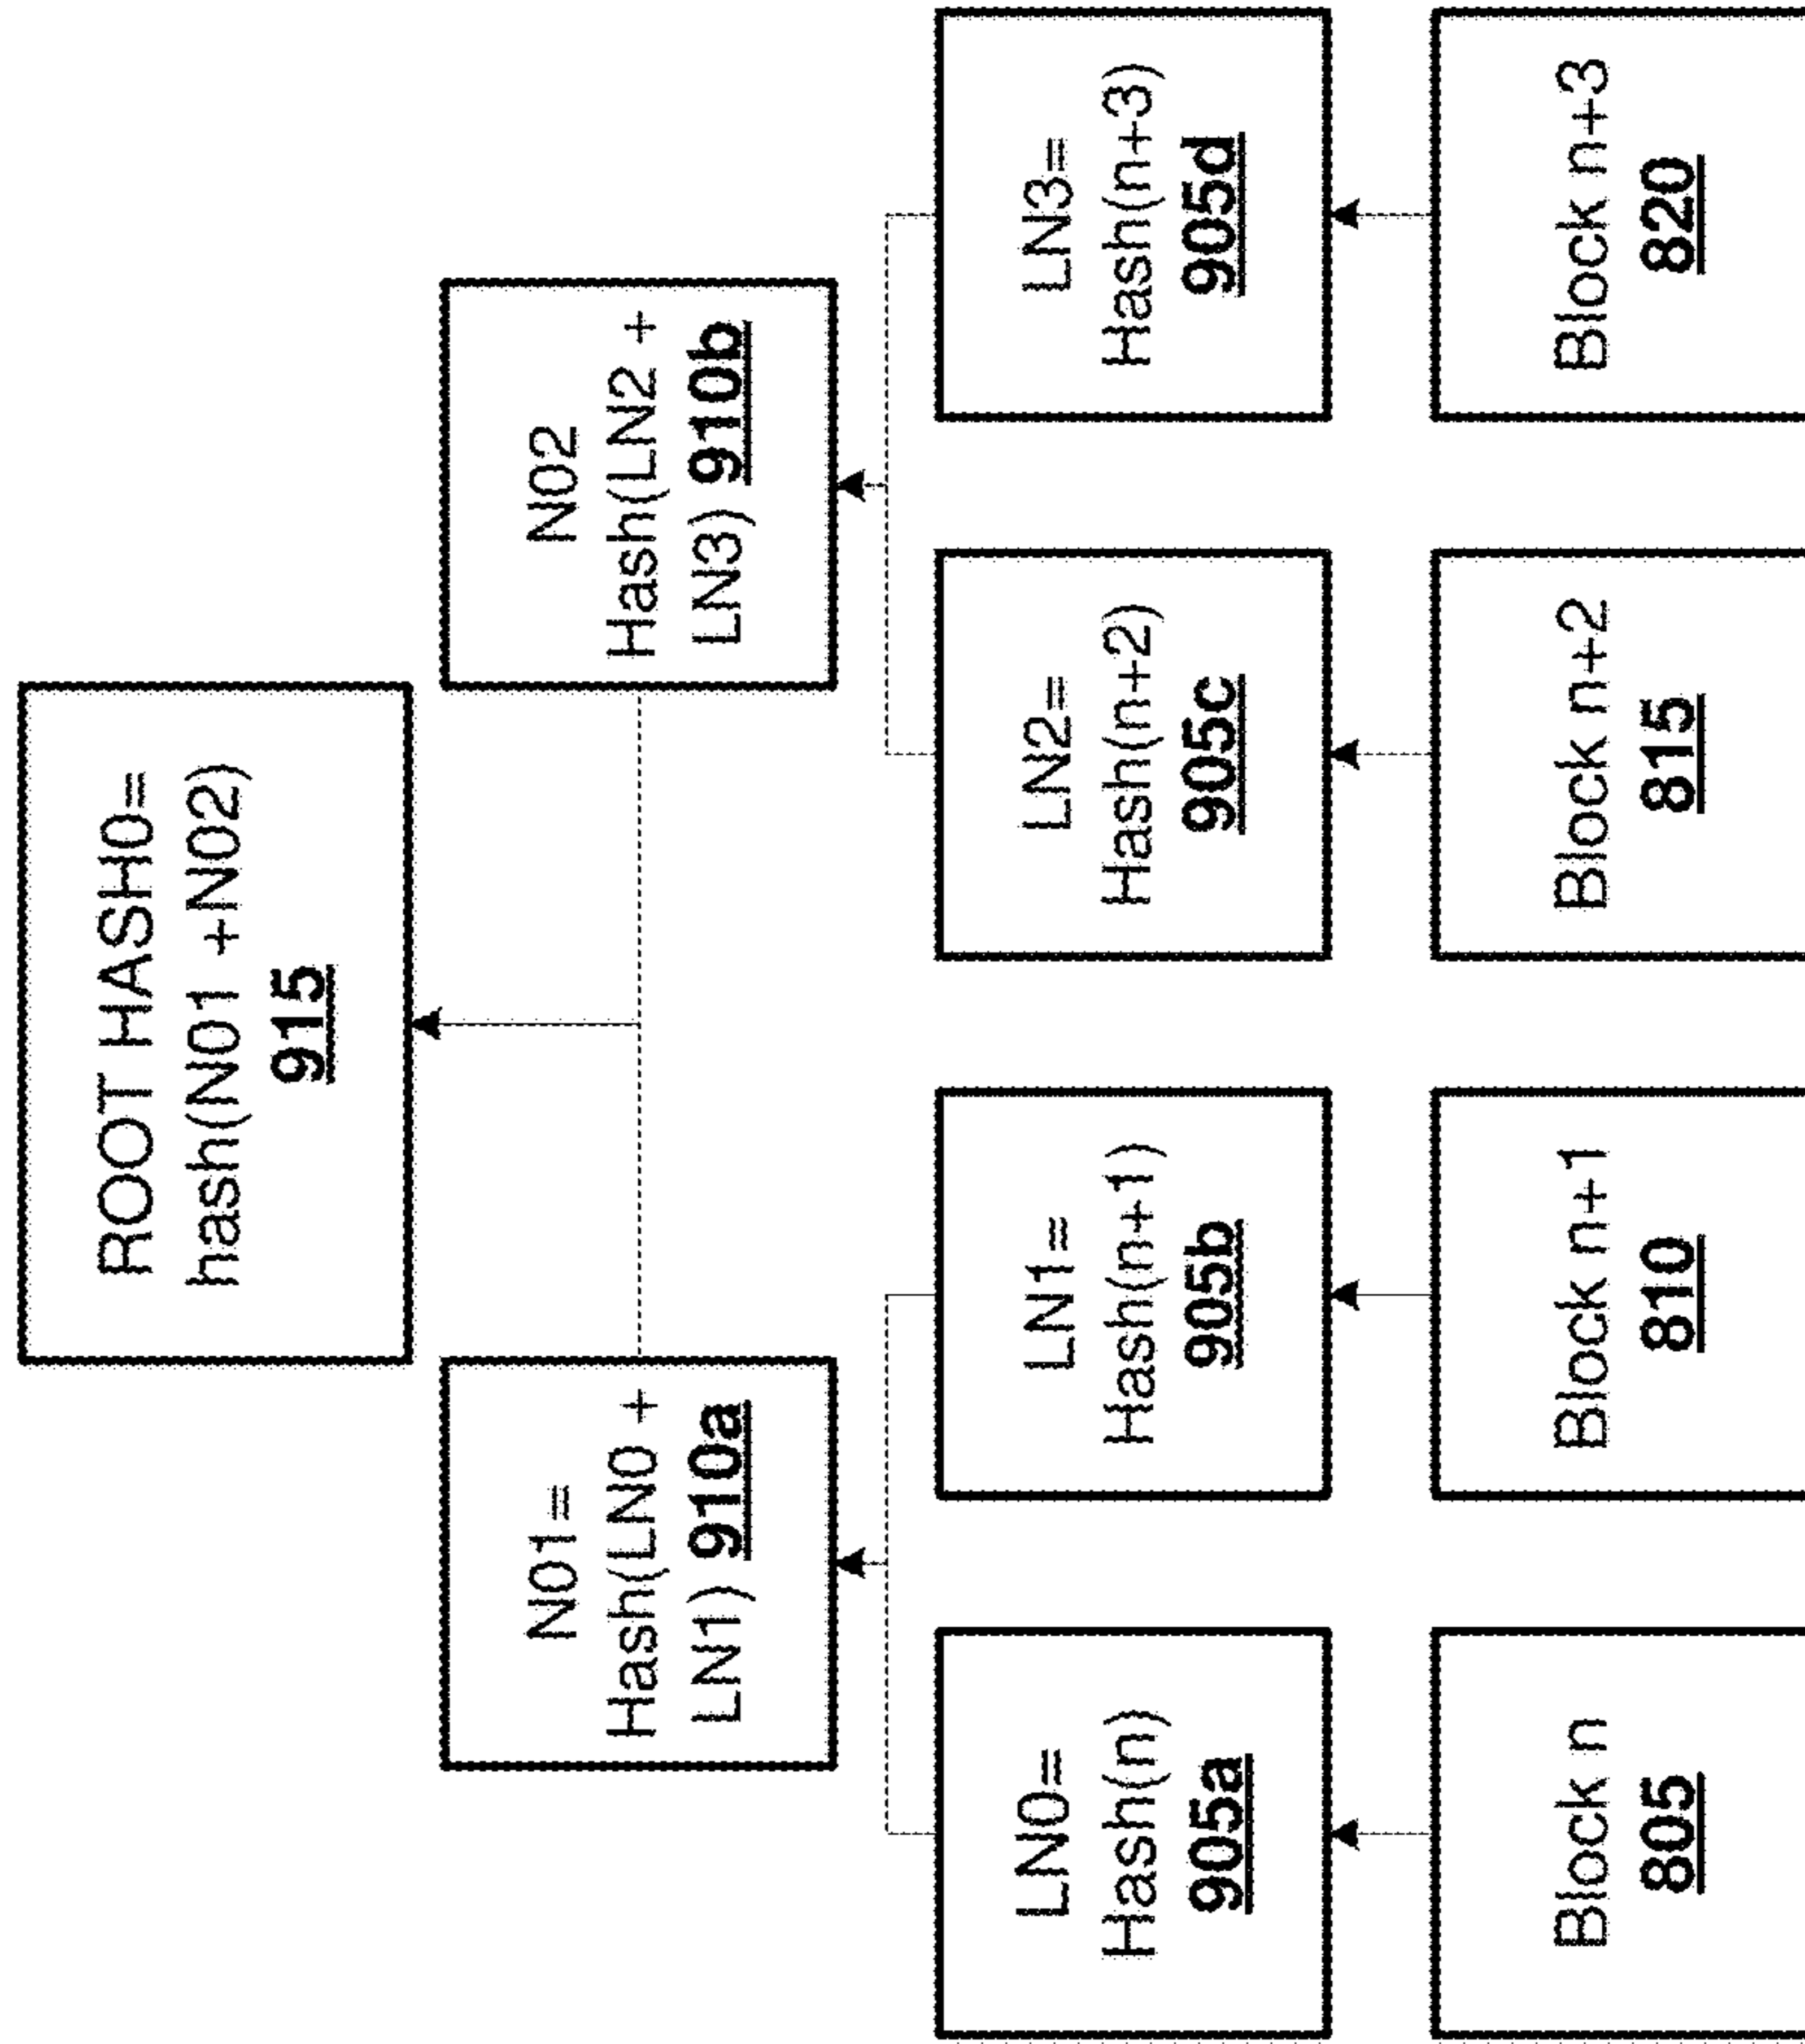 ROOT HASH0=
hash(N01 +N02)
915
N01=
Hash(LN0 +
LN1) 910a
N02
Hash(LN2 +
LN3) 910b
LN0=
Hash(n)
905a
LN1=
Hash(n+1)
905b
LN2=
Hash(n+2)
905c
LN3=
Hash(n+3)
905d
Block n
805
Block n+1
810
Block n+2
815
Block n+3
820